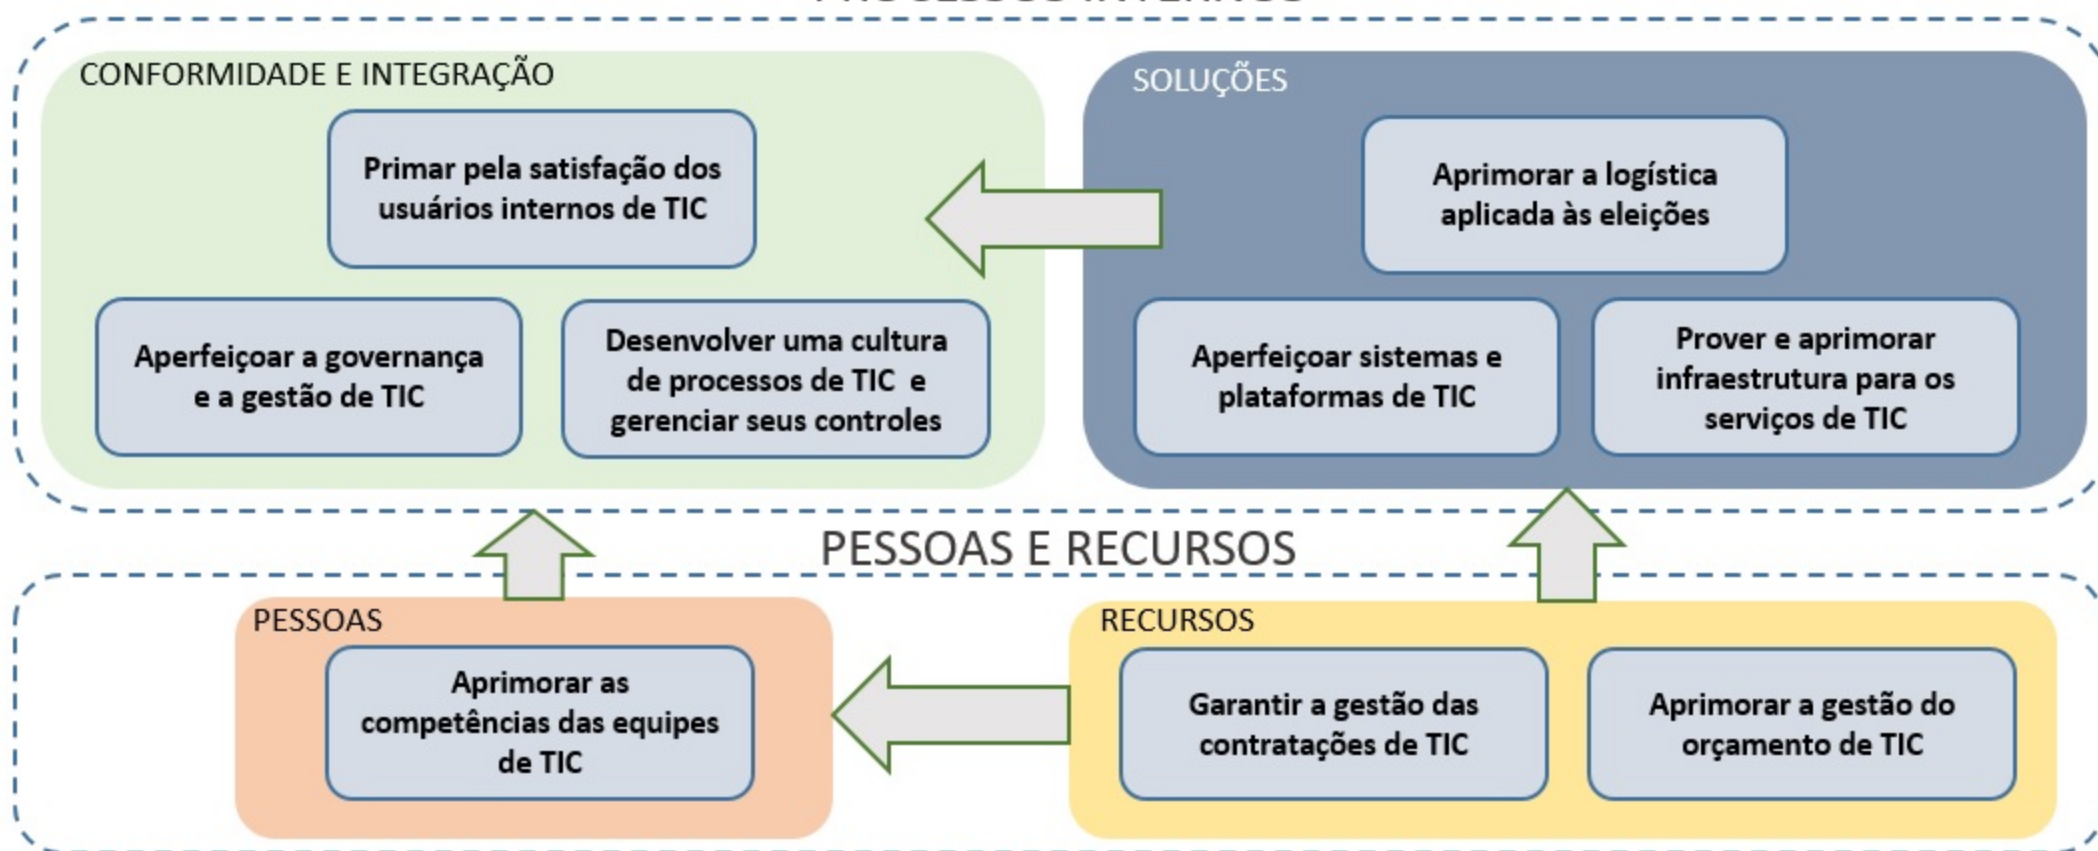 PROCESSOS INTERNOS
CONFORMIDADE E INTEGRAÇÃO
Primar pela satisfação dos
usuários internos de TIC
Aperfeiçoar a governança
e a gestão de TIC
Desenvolver uma cultura
de processos de TIC e
gerenciar seus controles
SOLUÇÕES
Aprimorar a logística
aplicada às eleições
Aperfeiçoar sistemas e
plataformas de TIC
Prover e aprimorar
infraestrutura para os
serviços de TIC
PESSOAS E RECURSOS
PESSOAS
Aprimorar as
competências das equipes
de TIC
RECURSOS
Garantir a gestão das
contratações de TIC
Aprimorar a gestão do
orçamento de TIC